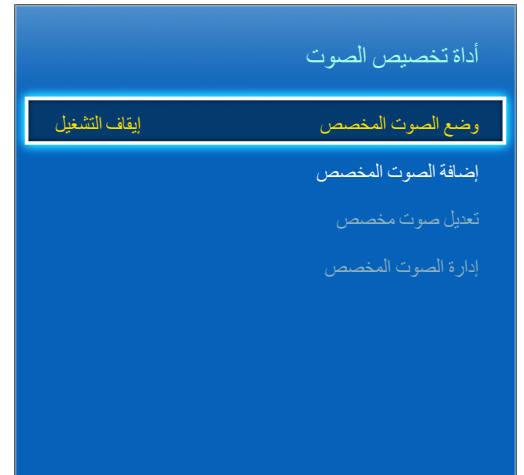 أداة تخصيص الصوت
وضع الصوت المخصص إيقاف التشغيل
إضافة الصوت المخصص
تعديل صوت مخصص
إدارة الصوت المخصص